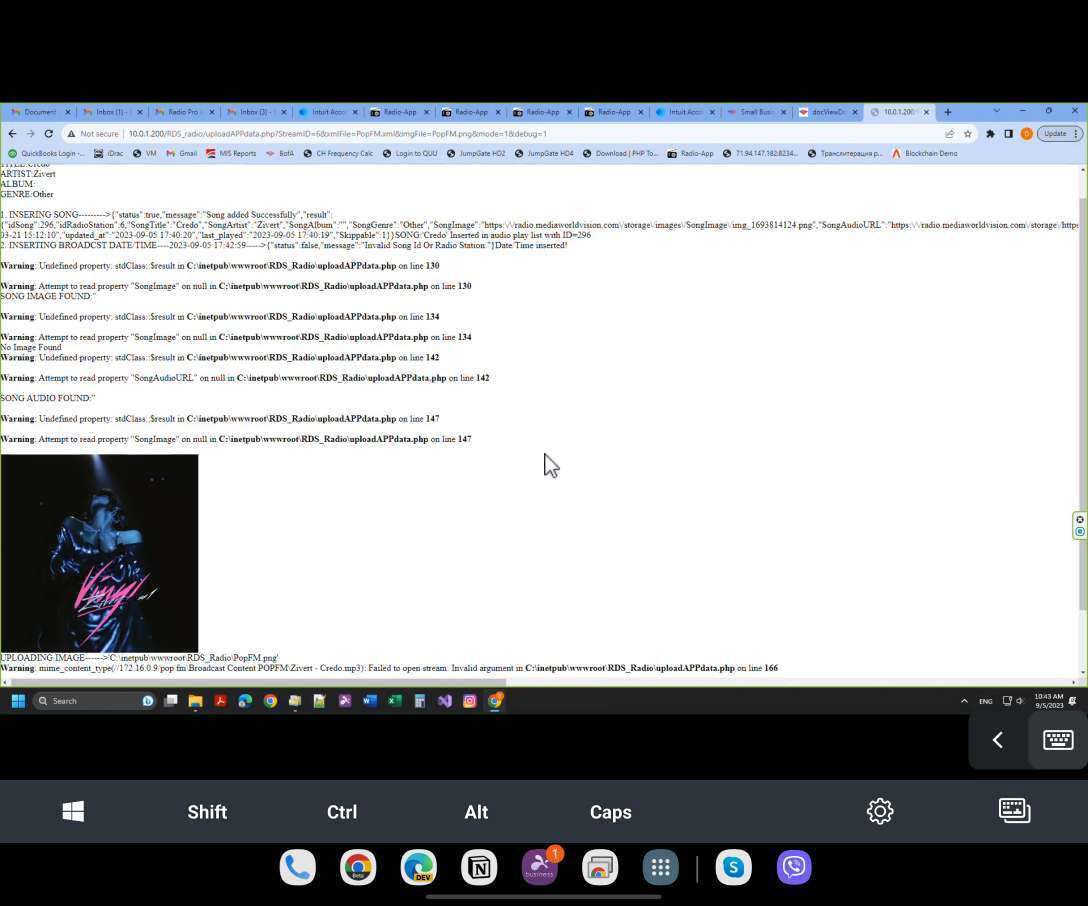 Document
Inbox (1) -
Radio Pro
Inbox (3) -
Intuit Acco
Radio-App
Radio-App
Radio-App
Radio-App
Intuit Acco
Small Busi
docViewDo
10.0.1.200
Not secure | 10.0.1.200/RDS_radio/uploadAPPdata.php?StreamID=6&xmlFile=PopFM.xml&imgFile=PopFM.png&mode=1&debug=1
Update
QuickBooks Login -...
iDrac
VM
Gmail
MIS Reports
BofA
CH Frequency Calc
Login to QUU
JumpGate HD2
JumpGate HD4
Download | PHP To...
Radio-App
71.94.147.182:8234...
Транслитерация р...
Blockchain Demo
TITLE:Credo
ARTIST:Zivert
ALBUM:
GENRE:Other
1. INSERING SONG--------->{"status":true,"message":"Song added Successfully","result":
{"idSong":296,"idRadioStation":6,"SongTitle":"Credo","SongArtist":"Zivert","SongAlbum":"","SongGenre":"Other","SongImage":"https:\/\/radio.mediaworldvision.com\/storage\/images\/SongImage\/img_1693814124.png","SongAudioURL":"https:\/\/radio.mediaworldvision.com\/storage\/https
03-21 15:12:10","updated_at":"2023-09-05 17:40:20","last_played":"2023-09-05 17:40:19","Skippable":1}}SONG:'Credo' Inserted in audio play list with ID=296
2. INSERTING BROADCST DATE/TIME----2023-09-05 17:42:59----->{"status":false,"message":"Invalid Song Id Or Radio Station."}Date/Time inserted!
Warning: Undefined property: stdClass::$result in C:\inetpub\wwwroot\RDS_Radio\uploadAPPdata.php on line 130
Warning: Attempt to read property "SongImage" on null in C:\inetpub\wwwroot\RDS_Radio\uploadAPPdata.php on line 130
SONG IMAGE FOUND:''
Warning: Undefined property: stdClass::$result in C:\inetpub\wwwroot\RDS_Radio\uploadAPPdata.php on line 134
Warning: Attempt to read property "SongImage" on null in C:\inetpub\wwwroot\RDS_Radio\uploadAPPdata.php on line 134
No Image Found
Warning: Undefined property: stdClass::$result in C:\inetpub\wwwroot\RDS_Radio\uploadAPPdata.php on line 142
Warning: Attempt to read property "SongAudioURL" on null in C:\inetpub\wwwroot\RDS_Radio\uploadAPPdata.php on line 142
SONG AUDIO FOUND:''
Warning: Undefined property: stdClass::$result in C:\inetpub\wwwroot\RDS_Radio\uploadAPPdata.php on line 147
Warning: Attempt to read property "SongImage" on null in C:\inetpub\wwwroot\RDS_Radio\uploadAPPdata.php on line 147
UPLOADING IMAGE------>'C:\inetpub\wwwroot\RDS_Radio\PopFM.png'
Warning: mime_content_type(//172.16.0.9/pop fm\Broadcast Content POPFM\Zivert - Credo.mp3): Failed to open stream: Invalid argument in C:\inetpub\wwwroot\RDS_Radio\uploadAPPdata.php on line 166
Search
ENG
10:43 AM
9/5/2023
Shift
Ctrl
Alt
Caps
Beta
DEV
business
1